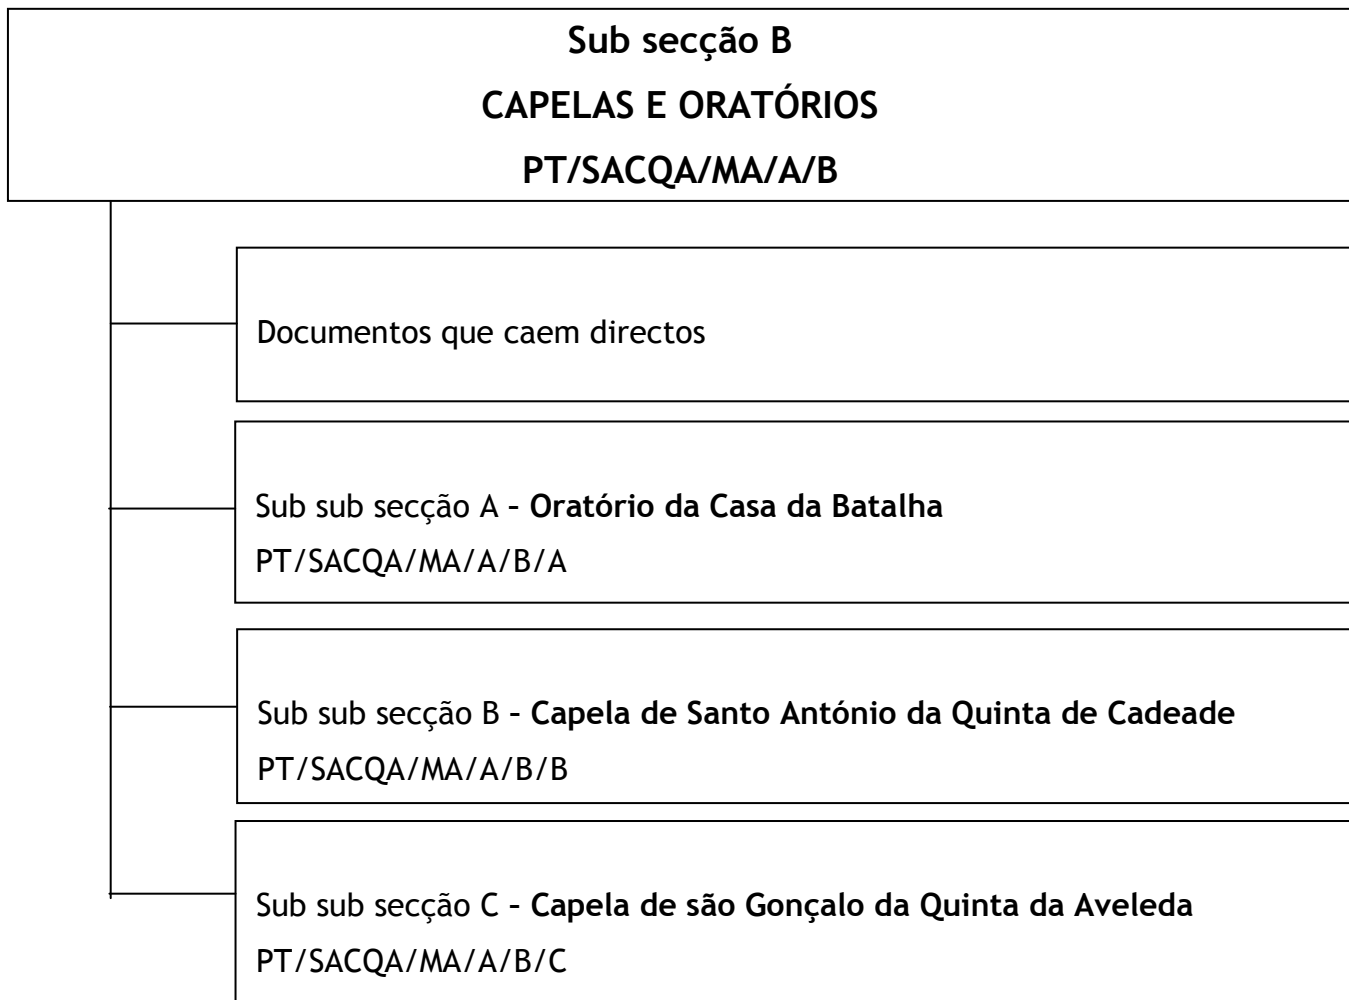 Sub secção B
CAPELAS E ORATÓRIOS
PT/SACQA/MA/A/B
Documentos que caem directos
Sub sub secção A – Oratório da Casa da Batalha
PT/SACQA/MA/A/B/A
Sub sub secção B – Capela de Santo António da Quinta de Cadeade
PT/SACQA/MA/A/B/B
Sub sub secção C – Capela de são Gonçalo da Quinta da Aveleda
PT/SACQA/MA/A/B/C